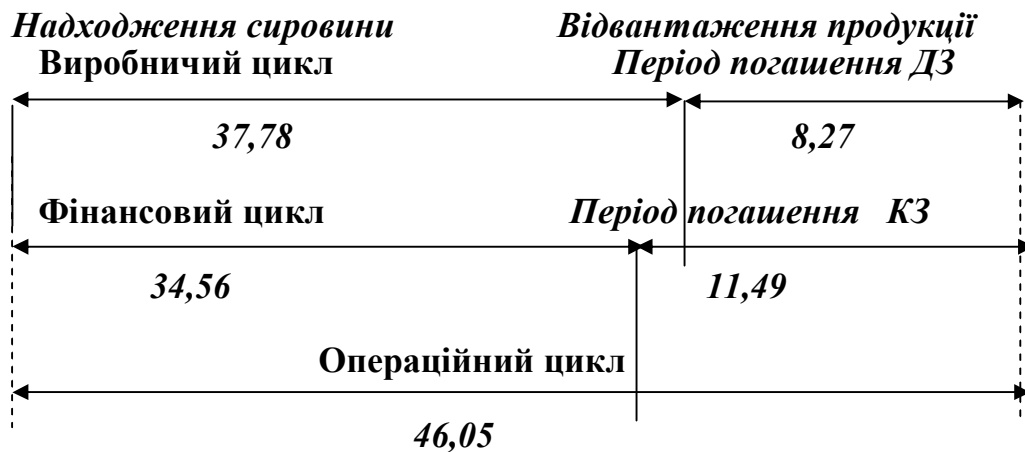 Надходження сировини Відвантаження продукції
Виробничий цикл Період погашення ДЗ
37,78 8,27
Фінансовий цикл Період погашення КЗ
34,56 11,49
Операційний цикл
46,05